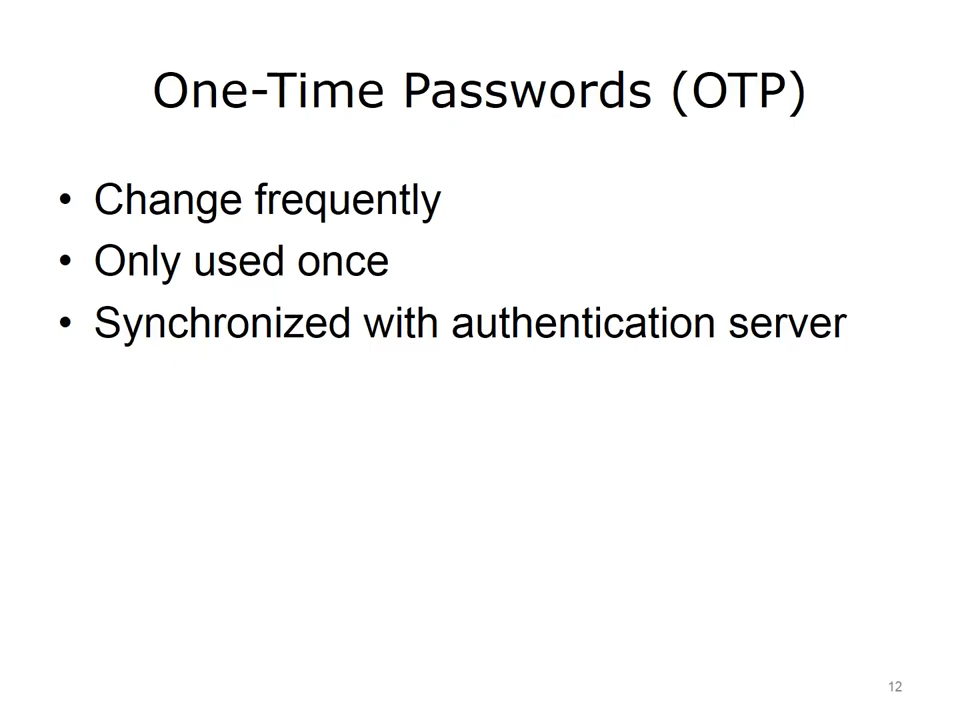 One-Time Passwords (OTP)
• Change frequently
• Only used once
• Synchronized with authentication server
12